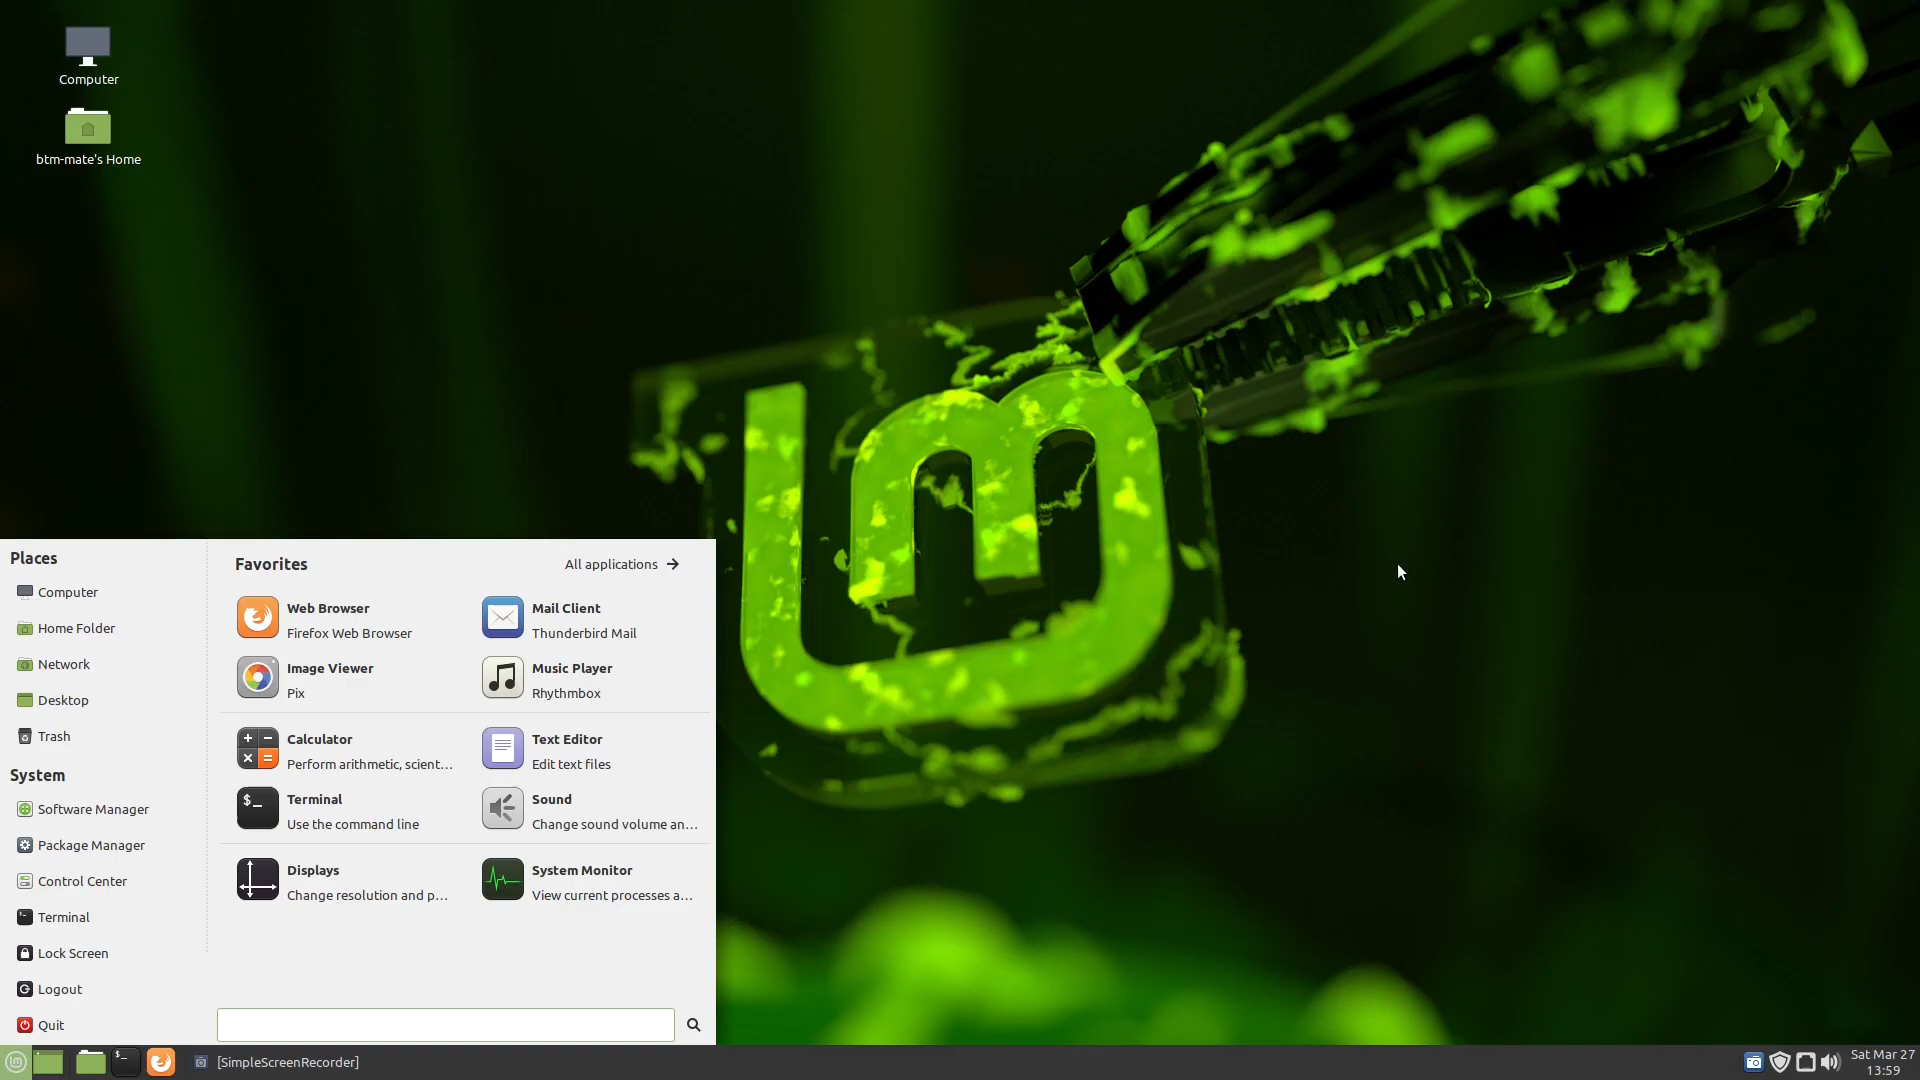 Computer
btm-mate's Home
Places
Computer
Home Folder
Network
Desktop
Trash
System
Software Manager
Package Manager
Control Center
Terminal
Lock Screen
Logout
Quit
Favorites
All applications
Web Browser
Firefox Web Browser
Mail Client
Thunderbird Mail
Image Viewer
Pix
Music Player
Rhythmbox
Calculator
Perform arithmetic, scient...
Text Editor
Edit text files
Terminal
Use the command line
Sound
Change sound volume an...
Displays
Change resolution and p...
System Monitor
View current processes a...
[SimpleScreenRecorder]
Sat Mar 27
13:59